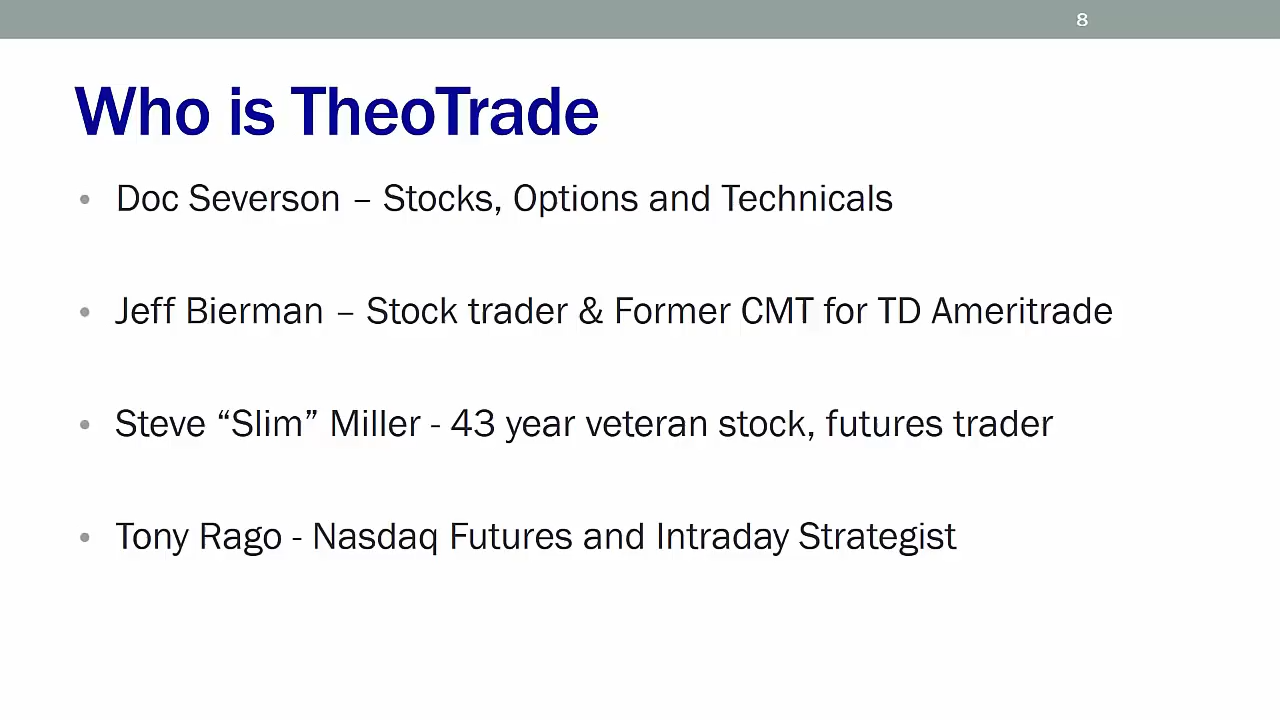 8
Who is TheoTrade
• Doc Severson – Stocks, Options and Technicals
• Jeff Bierman – Stock trader & Former CMT for TD Ameritrade
• Steve “Slim” Miller - 43 year veteran stock, futures trader
• Tony Rago - Nasdaq Futures and Intraday Strategist